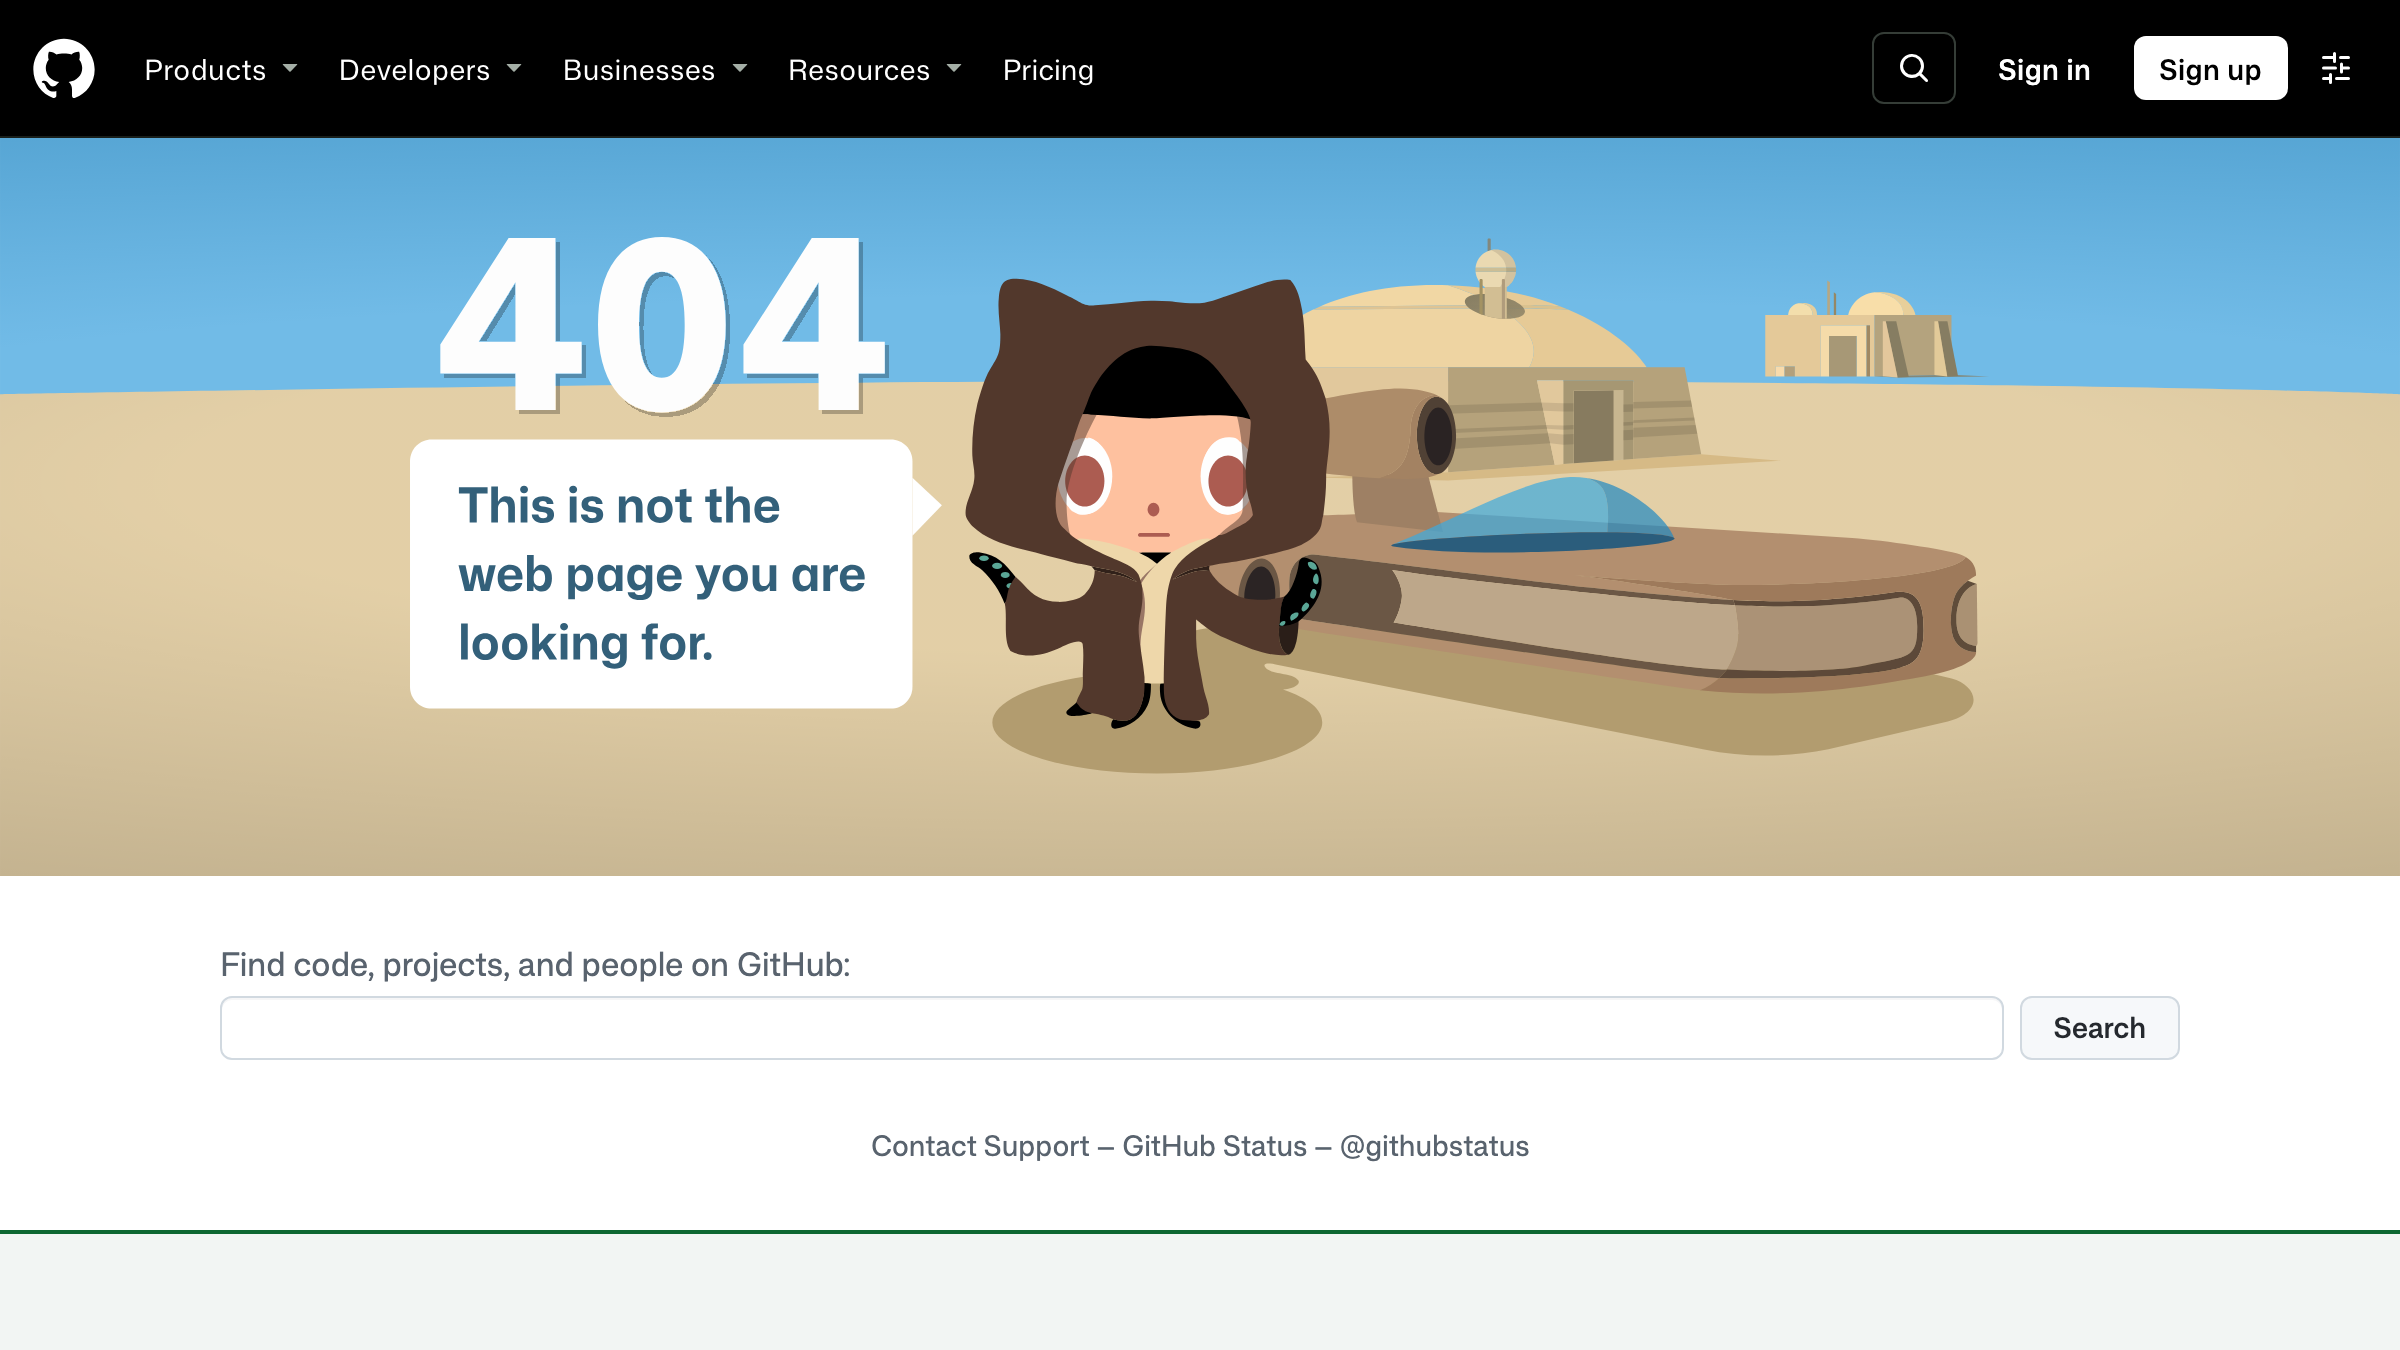 Products Developers Businesses Resources Pricing Sign in Sign up
404
This is not the
web page you are
looking for.
Find code, projects, and people on GitHub:
Search
Contact Support — GitHub Status — @githubstatus